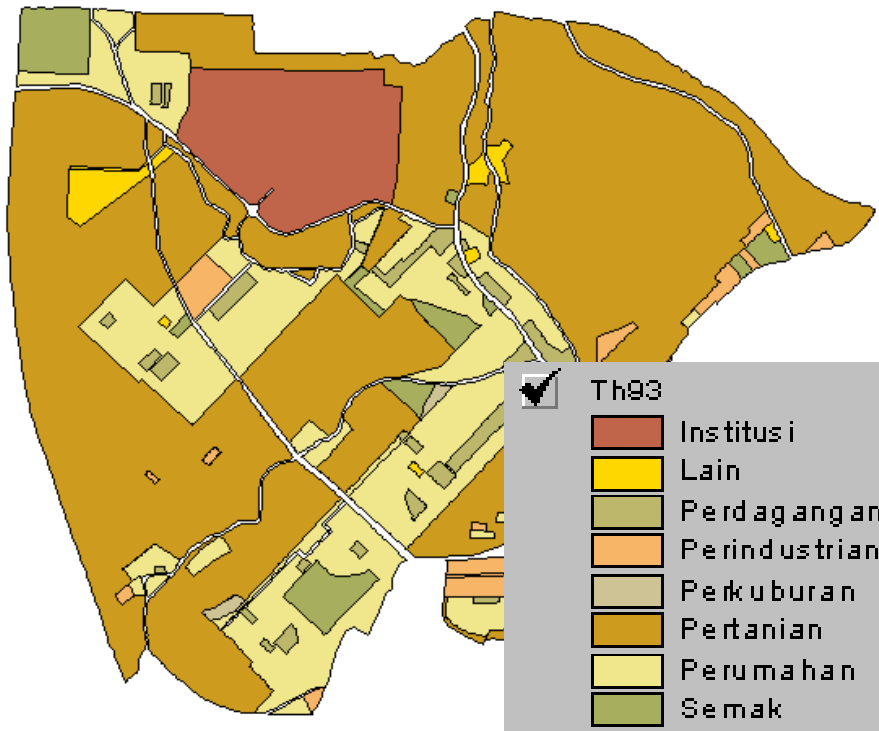 Th93
Institusi
Lain
Perdagangan
Perindustrian
Perkuburan
Pertanian
Perumahan
Semak